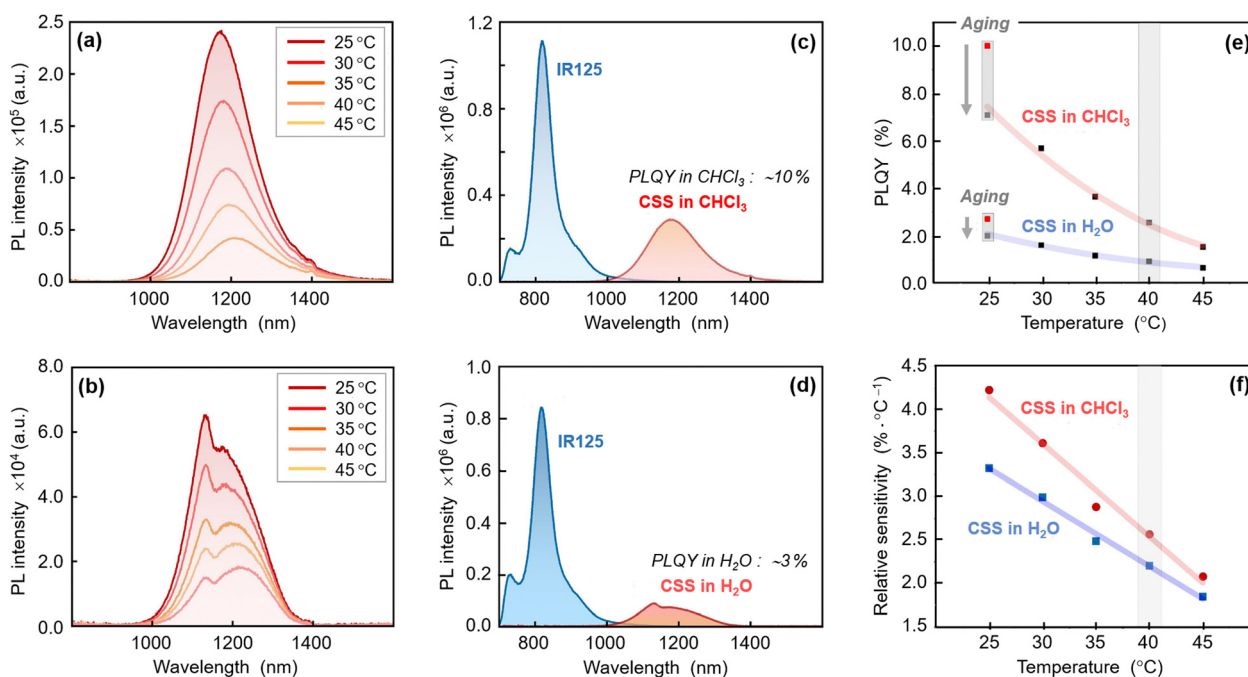 (a)
PL intensity ×10⁵ (a.u.)
2.5
2.0
1.5
1.0
0.5
0.0
25 °C
30 °C
35 °C
40 °C
45 °C
1000 1200 1400
Wavelength (nm)
(c)
PL intensity ×10⁶ (a.u.)
1.2
0.9
0.6
0.4
0.0
IR125
PLQY in CHCl₃ : ~10 %
CSS in CHCl₃
800 1000 1200 1400
Wavelength (nm)
(e)
PLQY (%)
10.0
8.0
6.0
4.0
2.0
0.0
Aging
CSS in CHCl₃
Aging
CSS in H₂O
25 30 35 40 45
Temperature (°C)
(b)
PL intensity ×10⁴ (a.u.)
8.0
6.0
4.0
2.0
0.0
25 °C
30 °C
35 °C
40 °C
45 °C
1000 1200 1400
Wavelength (nm)
(d)
PL intensity ×10⁶ (a.u.)
1.0
0.8
0.6
0.4
0.2
0.0
IR125
PLQY in H₂O : ~3 %
CSS in H₂O
800 1000 1200 1400
Wavelength (nm)
(f)
Relative sensitivity (% · °C⁻¹)
4.5
4.0
3.5
3.0
2.5
2.0
1.5
CSS in CHCl₃
CSS in H₂O
25 30 35 40 45
Temperature (°C)